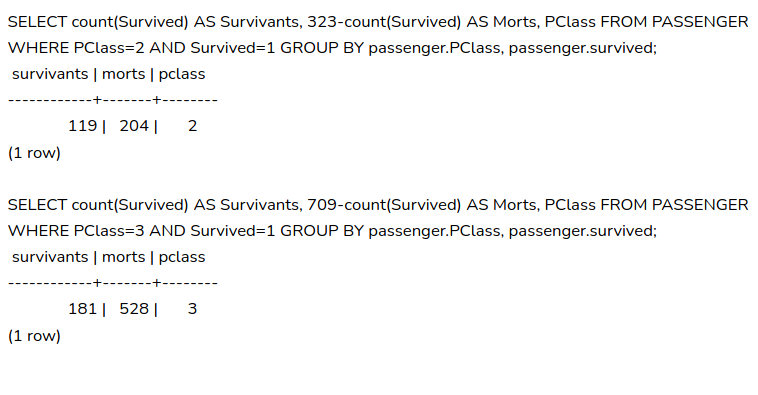 SELECT count(Survived) AS Survivants, 323-count(Survived) AS Morts, PClass FROM PASSENGER
WHERE PClass=2 AND Survived=1 GROUP BY passenger.PClass, passenger.survived;
survivants | morts | pclass
------------+-------+--------
119 | 204 | 2
(1 row)
SELECT count(Survived) AS Survivants, 709-count(Survived) AS Morts, PClass FROM PASSENGER
WHERE PClass=3 AND Survived=1 GROUP BY passenger.PClass, passenger.survived;
survivants | morts | pclass
------------+-------+--------
181 | 528 | 3
(1 row)